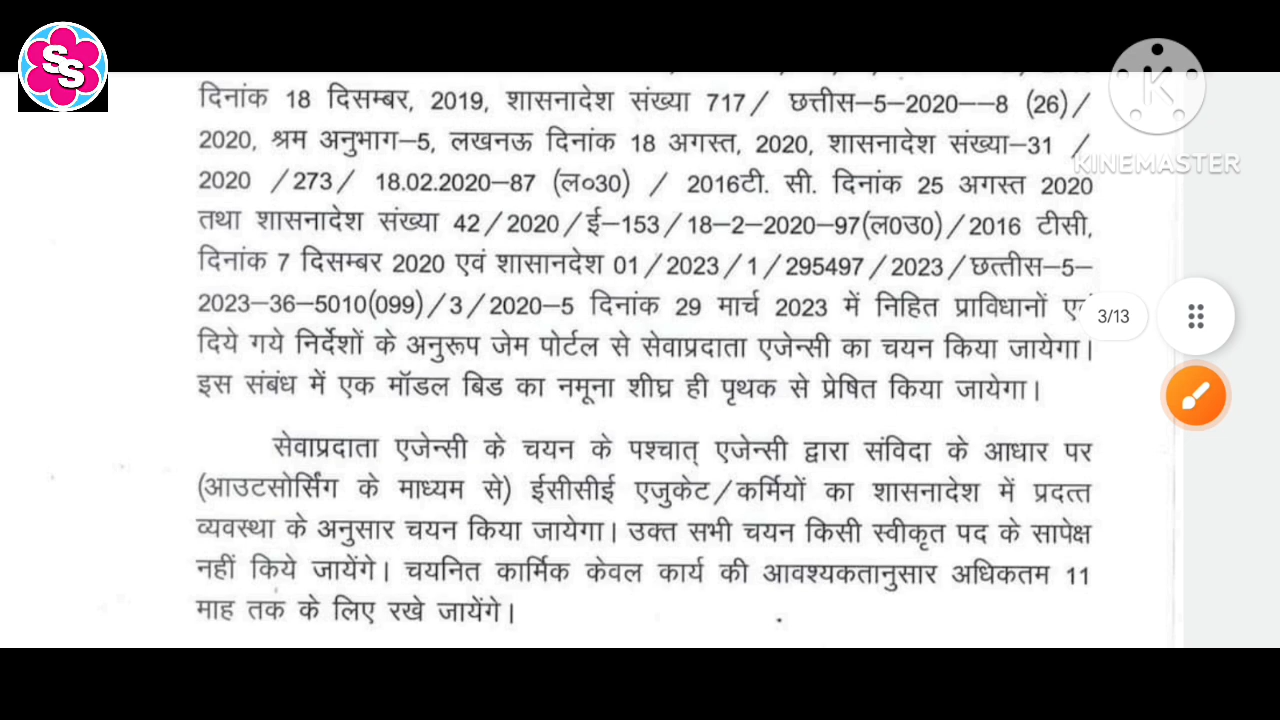 SS
KINEMASTER
दिनांक 18 दिसम्बर, 2019, शासनादेश संख्या 717/ छत्तीस–5–2020––8 (26)/
2020, श्रम अनुभाग–5, लखनऊ दिनांक 18 अगस्त, 2020, शासनादेश संख्या–31 /
2020 /273/ 18.02.2020–87 (ल०30) / 2016टी. सी. दिनांक 25 अगस्त 2020
तथा शासनादेश संख्या 42/2020/ई–153/18–2–2020–97(ल0उ0)/2016 टीसी,
दिनांक 7 दिसम्बर 2020 एवं शासानदेश 01/2023/1/295497/2023/छत्तीस–5–
2023–36–5010(099)/3/2020–5 दिनांक 29 मार्च 2023 में निहित प्राविधानों
3/13
दिये गये निर्देशों के अनुरूप जेम पोर्टल से सेवाप्रदाता एजेन्सी का चयन किया जायेगा।
इस संबंध में एक मॉडल बिड का नमूना शीघ्र ही पृथक से प्रेषित किया जायेगा।
सेवाप्रदाता एजेन्सी के चयन के पश्चात् एजेन्सी द्वारा संविदा के आधार पर
(आउटसोर्सिंग के माध्यम से) ईसीसीई एजुकेट/कर्मियों का शासनादेश में प्रदत्त
व्यवस्था के अनुसार चयन किया जायेगा। उक्त सभी चयन किसी स्वीकृत पद के सापेक्ष
नहीं किये जायेंगे। चयनित कार्मिक केवल कार्य की आवश्यकतानुसार अधिकतम 11
माह तक के लिए रखे जायेंगे।